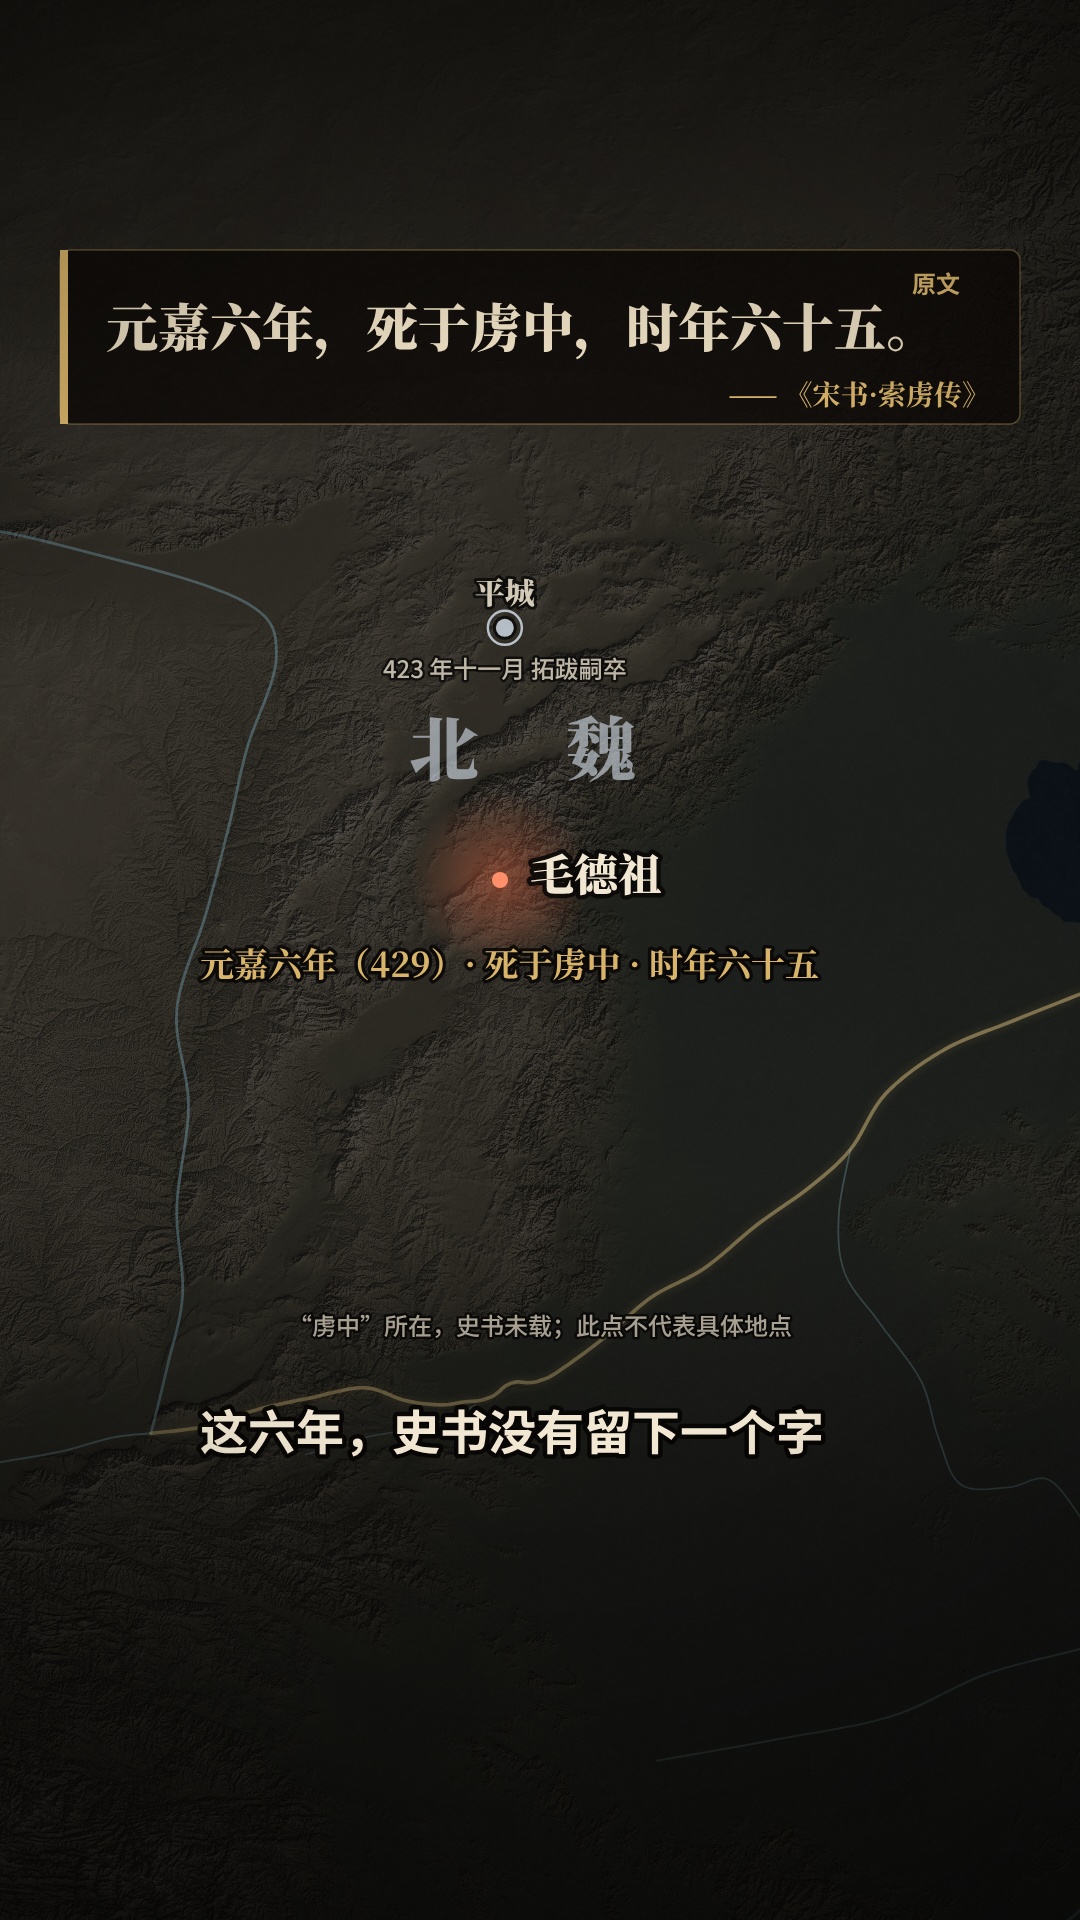 原文
元嘉六年，死于虏中，时年六十五。
——《宋书·索虏传》
平城
423 年十一月 拓跋嗣卒
北 魏
毛德祖
元嘉六年（429）· 死于虏中 · 时年六十五
“虏中”所在，史书未载；此点不代表具体地点
这六年，史书没有留下一个字